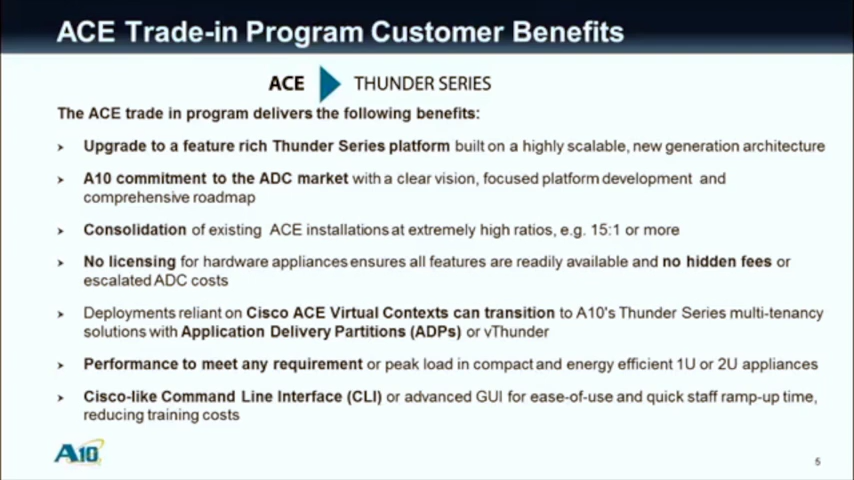 ACE Trade-in Program Customer Benefits
ACE THUNDER SERIES
The ACE trade in program delivers the following benefits:
Upgrade to a feature rich Thunder Series platform built on a highly scalable, new generation architecture
A10 commitment to the ADC market with a clear vision, focused platform development and
comprehensive roadmap
Consolidation of existing ACE installations at extremely high ratios, e.g. 15:1 or more
No licensing for hardware appliances ensures all features are readily available and no hidden fees or
escalated ADC costs
Deployments reliant on Cisco ACE Virtual Contexts can transition to A10's Thunder Series multi-tenancy
solutions with Application Delivery Partitions (ADPs) or vThunder
Performance to meet any requirement or peak load in compact and energy efficient 1U or 2U appliances
Cisco-like Command Line Interface (CLI) or advanced GUI for ease-of-use and quick staff ramp-up time,
reducing training costs
A10
5